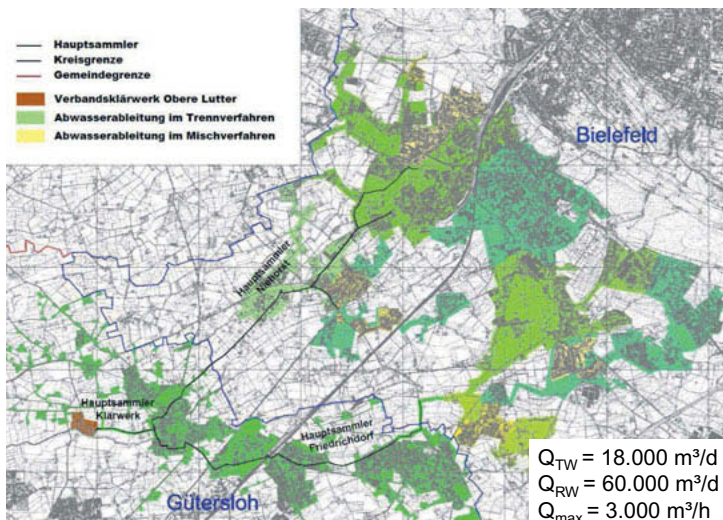 Hauptsammler
Kreisgrenze
Gemeindegrenze
Verbandsklärwerk Obere Lutter
Abwasserableitung im Trennverfahren
Abwasserableitung im Mischverfahren
Bielefeld
Hauptsammler
Niehorst
Hauptsammler
Klärwerk
Hauptsammler
Friedrichdorf
Gütersloh
Q_TW = 18.000 m³/d
Q_RW = 60.000 m³/d
Q_max = 3.000 m³/h